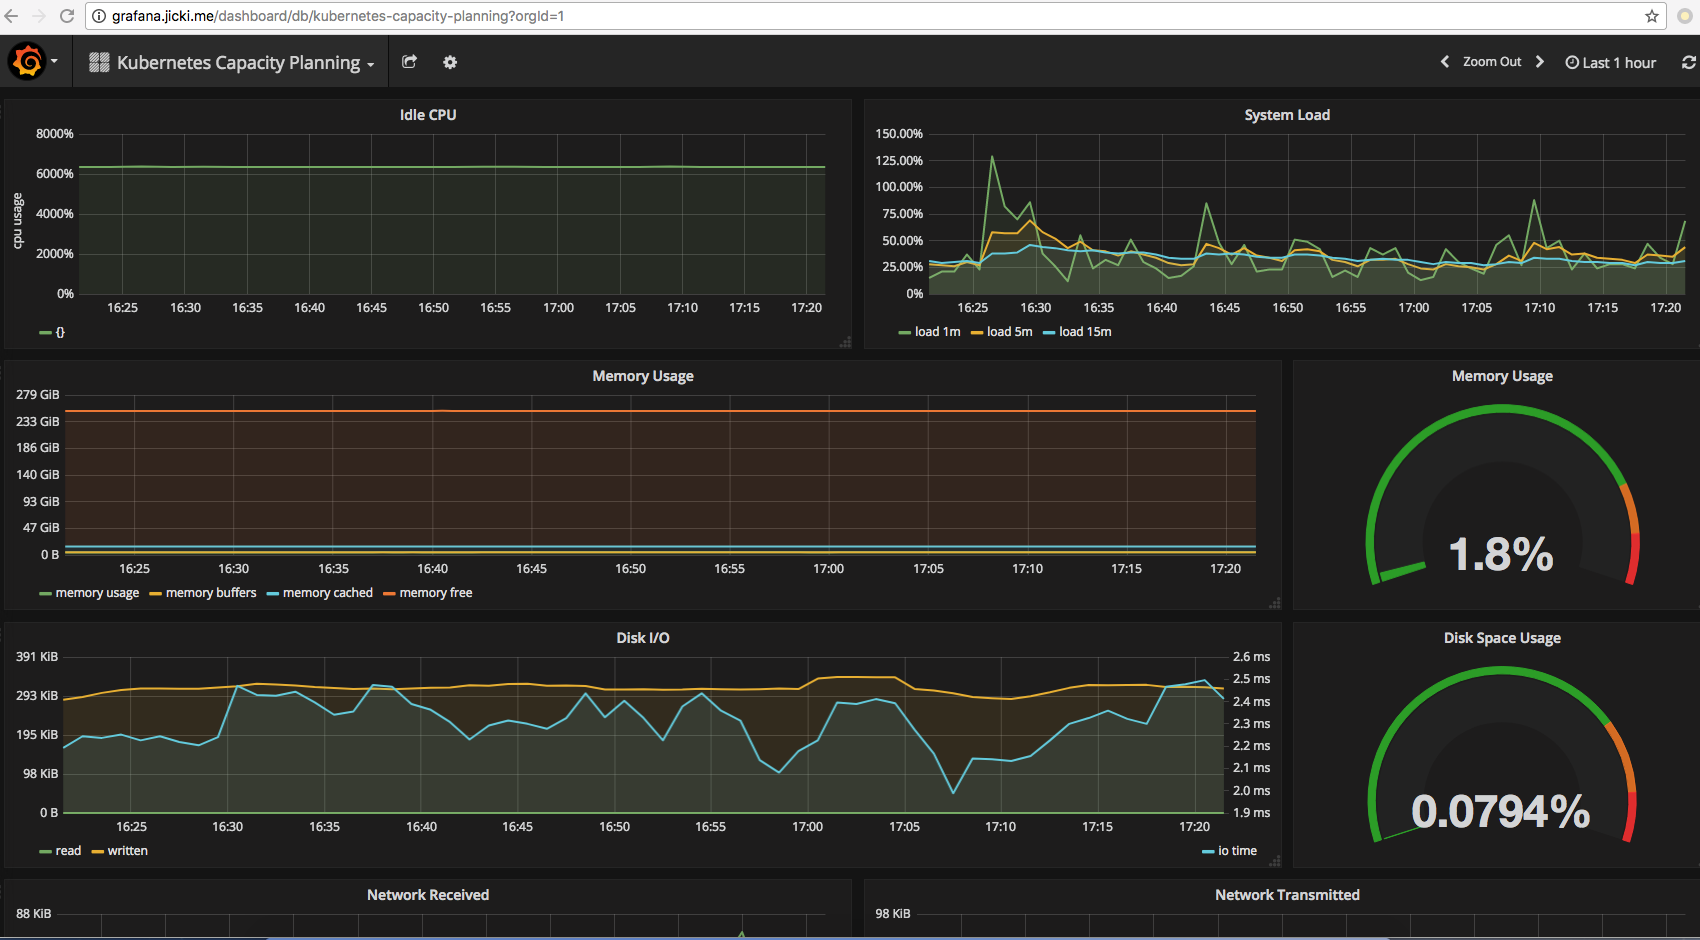 grafana.jicki.me/dashboard/db/kubernetes-capacity-planning?orgId=1
Kubernetes Capacity Planning
Zoom Out
Last 1 hour
Idle CPU
8000%
6000%
4000%
2000%
0%
cpu usage
16:25 16:30 16:35 16:40 16:45 16:50 16:55 17:00 17:05 17:10 17:15 17:20
{}
System Load
150.00%
125.00%
100.00%
75.00%
50.00%
25.00%
0%
16:25 16:30 16:35 16:40 16:45 16:50 16:55 17:00 17:05 17:10 17:15 17:20
load 1m load 5m load 15m
Memory Usage
279 GiB
233 GiB
186 GiB
140 GiB
93 GiB
47 GiB
0 B
16:25 16:30 16:35 16:40 16:45 16:50 16:55 17:00 17:05 17:10 17:15 17:20
memory usage memory buffers memory cached memory free
Memory Usage
1.8%
Disk I/O
391 KiB
293 KiB
195 KiB
98 KiB
0 B
2.6 ms
2.5 ms
2.4 ms
2.3 ms
2.2 ms
2.1 ms
2.0 ms
1.9 ms
16:25 16:30 16:35 16:40 16:45 16:50 16:55 17:00 17:05 17:10 17:15 17:20
read written io time
Disk Space Usage
0.0794%
Network Received
88 KiB
Network Transmitted
98 KiB